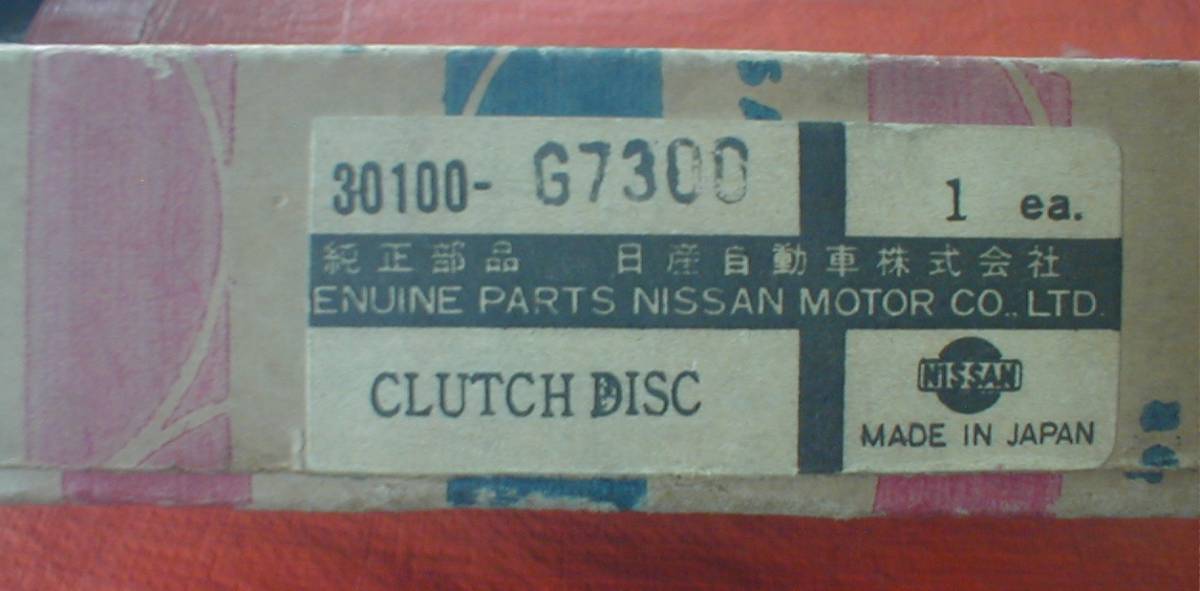 30100- G7300
1 ea.
純正部品 日産自動車株式会社
ENUINE PARTS NISSAN MOTOR CO., LTD.
CLUTCH DISC
NISSAN
MADE IN JAPAN